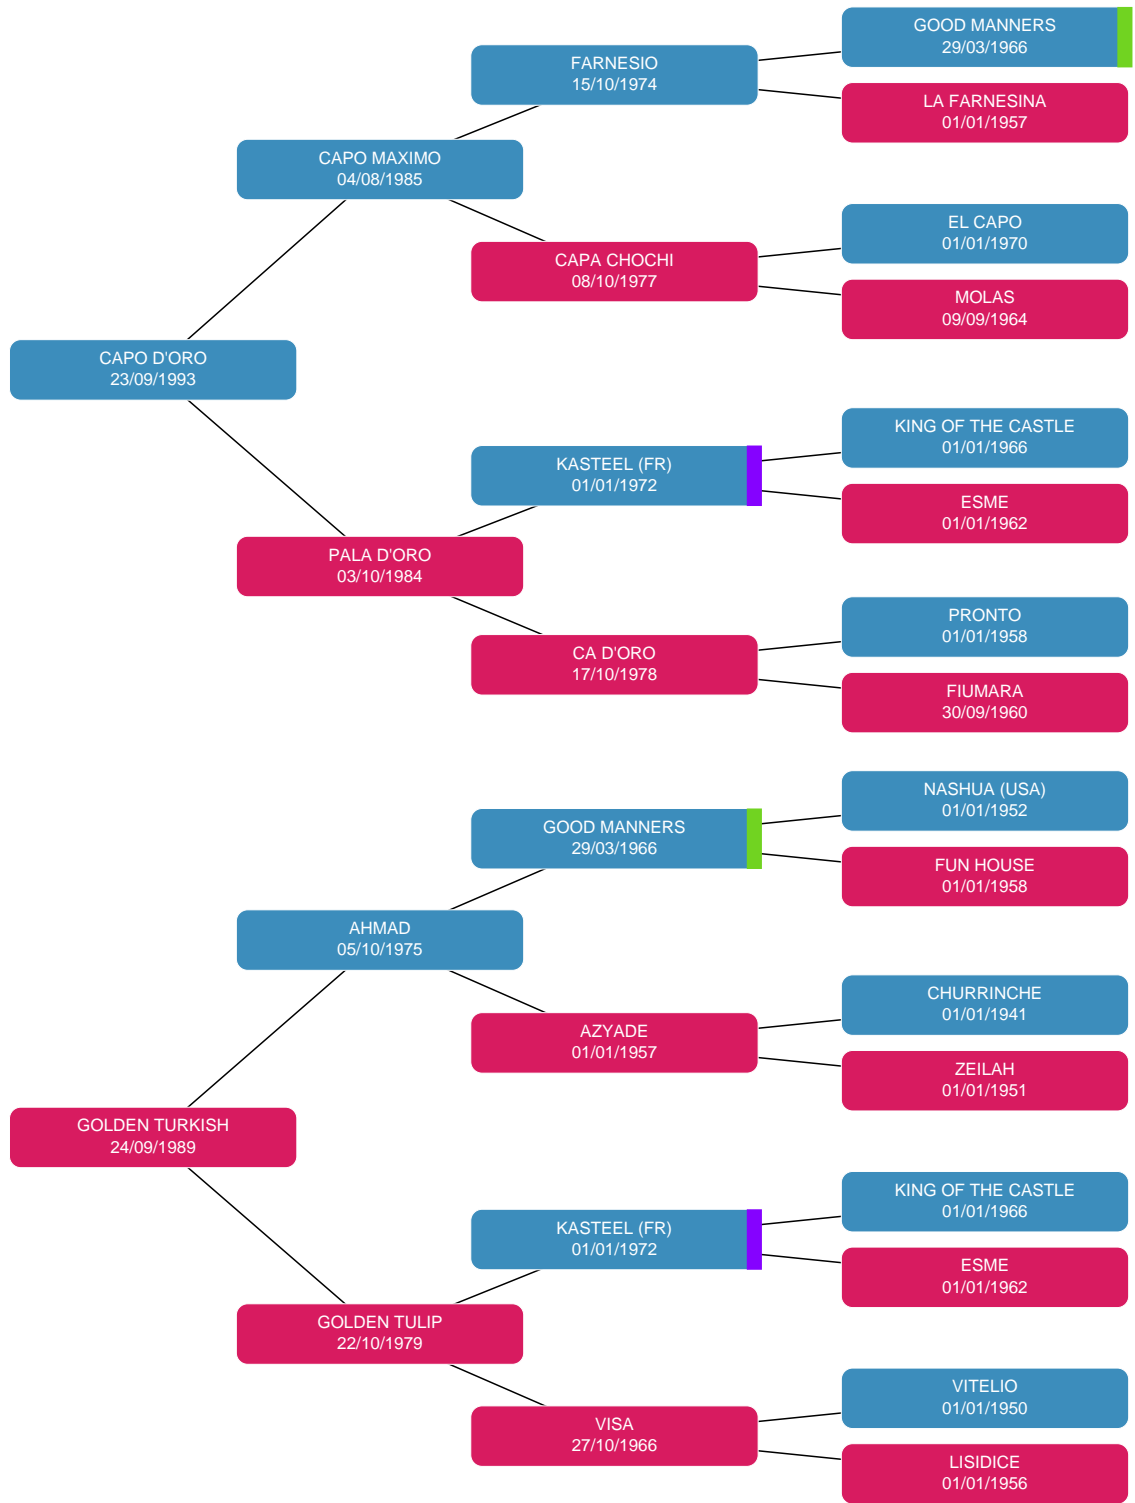 GOOD MANNERS
29/03/1966
FARNESIO
15/10/1974
LA FARNESINA
01/01/1957
CAPO MAXIMO
04/08/1985
EL CAPO
01/01/1970
CAPA CHOCHI
08/10/1977
MOLAS
09/09/1964
CAPO D'ORO
23/09/1993
KING OF THE CASTLE
01/01/1966
KASTEEL (FR)
01/01/1972
ESME
01/01/1962
PALA D'ORO
03/10/1984
PRONTO
01/01/1958
CA D'ORO
17/10/1978
FIUMARA
30/09/1960
NASHUA (USA)
01/01/1952
GOOD MANNERS
29/03/1966
FUN HOUSE
01/01/1958
AHMAD
05/10/1975
CHURRINCHE
01/01/1941
AZYADE
01/01/1957
ZEILAH
01/01/1951
GOLDEN TURKISH
24/09/1989
KING OF THE CASTLE
01/01/1966
KASTEEL (FR)
01/01/1972
ESME
01/01/1962
GOLDEN TULIP
22/10/1979
VITELIO
01/01/1950
VISA
27/10/1966
LISIDICE
01/01/1956